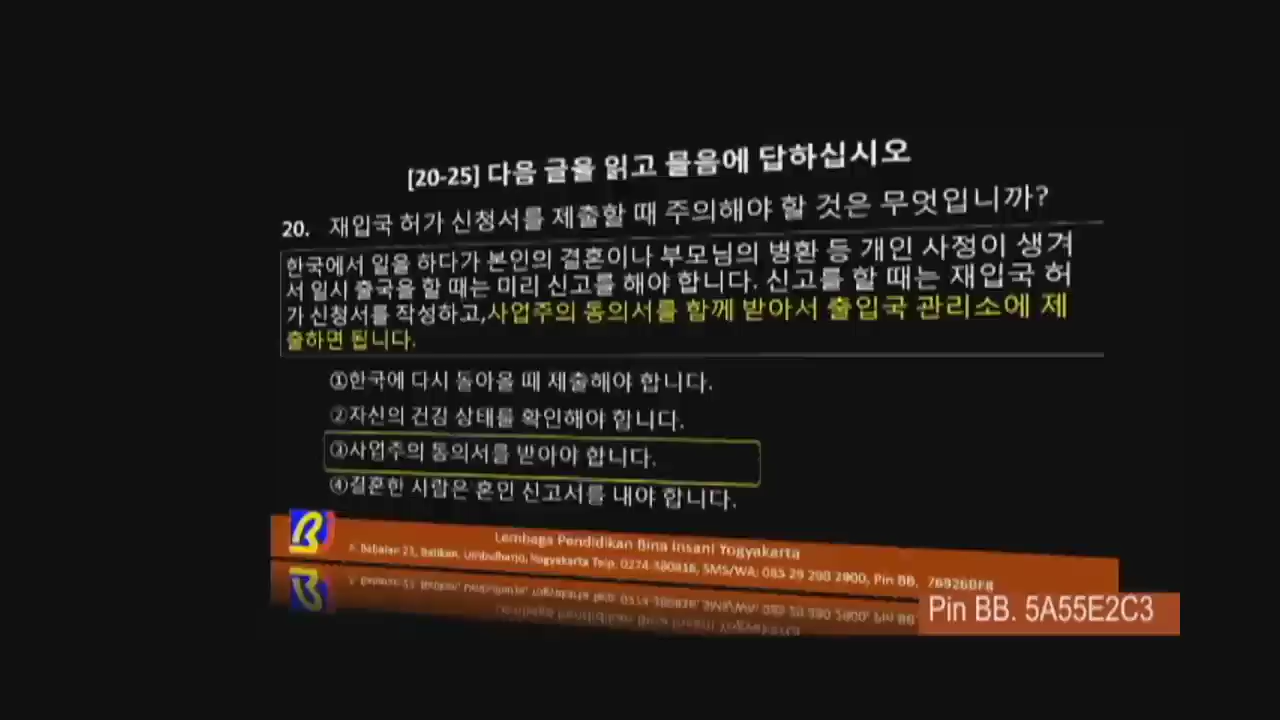 [20-25] 다음 글을 읽고 물음에 답하십시오
20. 재입국 허가 신청서를 제출할 때 주의해야 할 것은 무엇입니까?
한국에서 일을 하다가 본인의 결혼이나 부모님의 병환 등 개인 사정이 생겨
서 일시 출국을 할 때는 미리 신고를 해야 합니다. 신고를 할 때는 재입국 허
가 신청서를 작성하고,사업주의 동의서를 함께 받아서 출입국 관리소에 제
출하면 됩니다.
①한국에 다시 돌아올 때 제출해야 합니다.
②자신의 건강 상태를 확인해야 합니다.
③사업주의 동의서를 받아야 합니다.
④결혼한 사람은 혼인 신고서를 내야 합니다.
B
Lembaga Pendidikan Bina Insani Yogyakarta
Yogyakarta Telp. 0274 SMS/WA: Pin BB.
Pin BB. 5A55E2C3